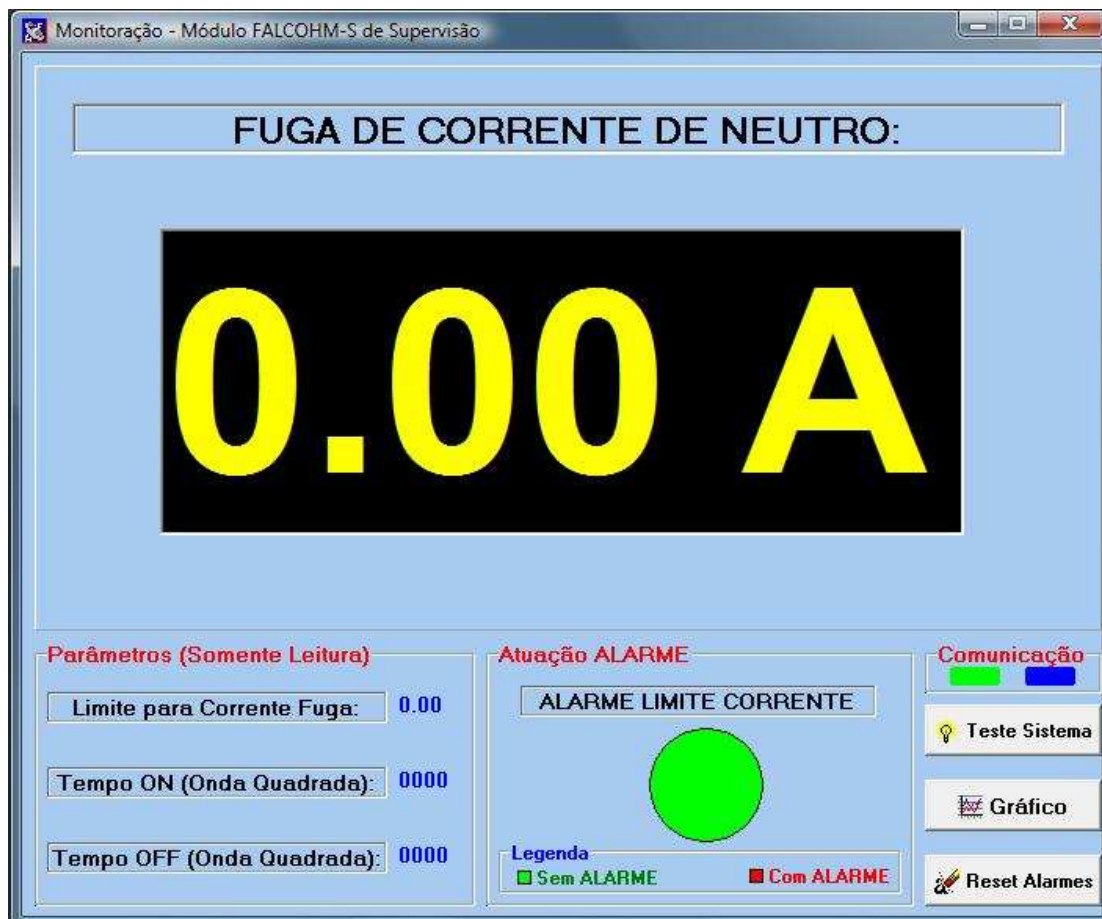 Monitoração - Módulo FALCOHM-S de Supervisão
FUGA DE CORRENTE DE NEUTRO:
0.00 A
Parâmetros (Somente Leitura)
Limite para Corrente Fuga: 0.00
Tempo ON (Onda Quadrada): 0000
Tempo OFF (Onda Quadrada): 0000
Atuação ALARME
ALARME LIMITE CORRENTE
Legenda
Sem ALARME Com ALARME
Comunicação
Teste Sistema
Gráfico
Reset Alarmes